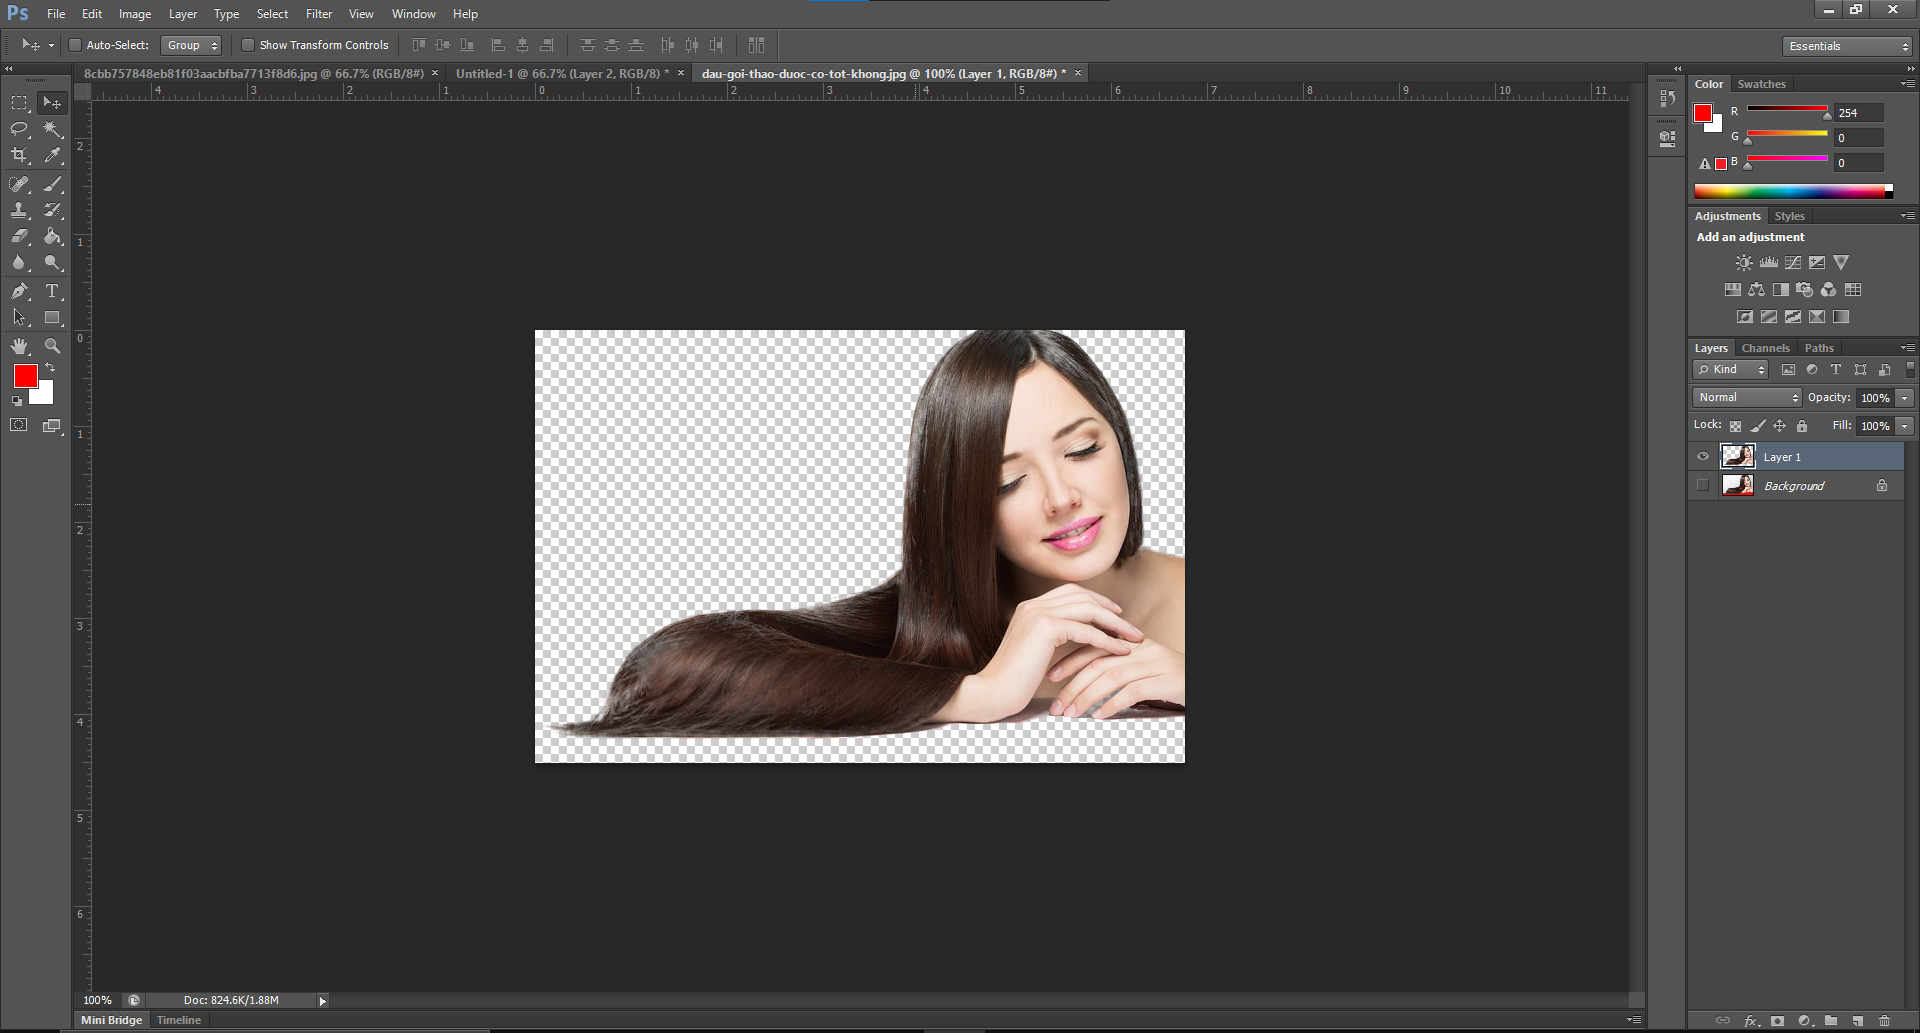 Ps File Edit Image Layer Type Select Filter View Window Help
Auto-Select: Group Show Transform Controls Essentials
8cbb757848eb81f03aacbfba7713f8d6.jpg @ 66.7% (RGB/8#) × Untitled-1 @ 66.7% (Layer 2, RGB/8) * × dau-goi-thao-duoc-co-tot-khong.jpg @ 100% (Layer 1, RGB/8#) * ×
4 3 2 1 0 1 2 3 4 5 6 7 8 9 10 11
2
1
0
1
2
3
4
5
6
Color Swatches
R 254
G 0
B 0
Adjustments Styles
Add an adjustment
Layers Channels Paths
Kind
Normal Opacity: 100%
Lock: Fill: 100%
Layer 1
Background
100% Doc: 824.6K/1.88M
Mini Bridge Timeline